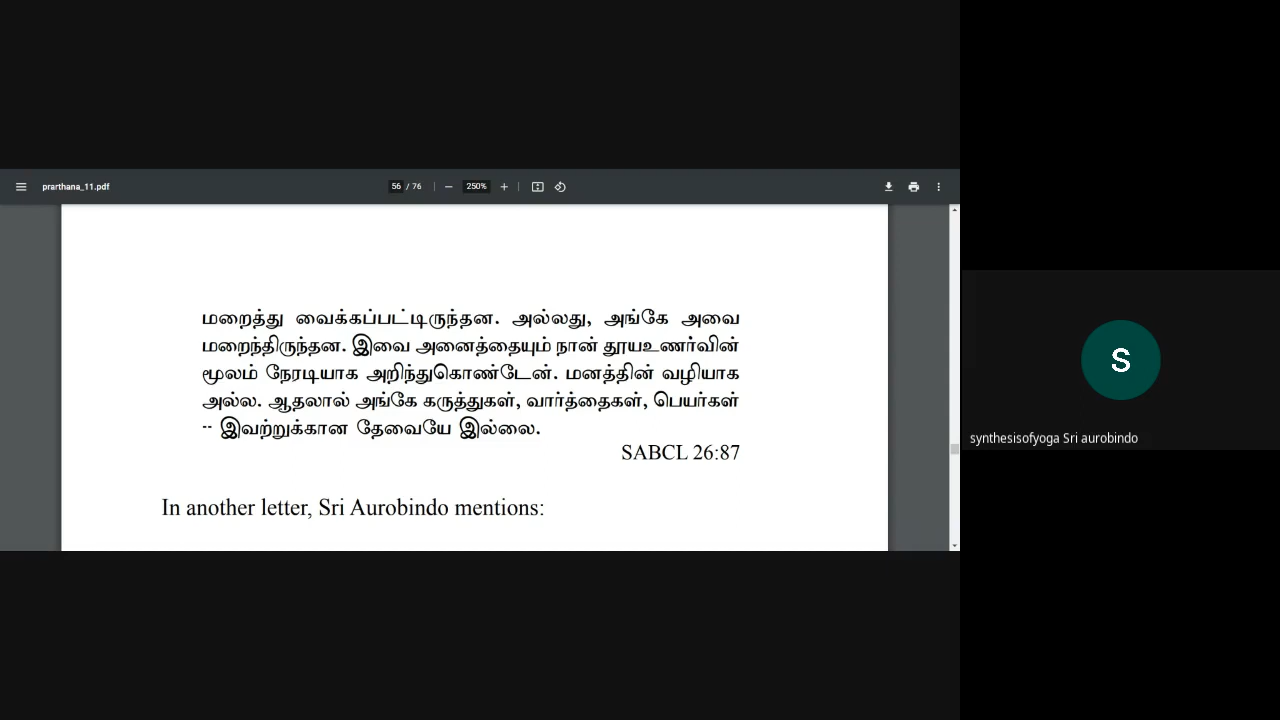 prarthana_11.pdf
56 / 76
250%
மறைத்து வைக்கப்பட்டிருந்தன. அல்லது, அங்கே அவை
மறைந்திருந்தன. இவை அனைத்தையும் நான் தூயஉணர்வின்
மூலம் நேரடியாக அறிந்துகொண்டேன். மனத்தின் வழியாக
அல்ல. ஆதலால் அங்கே கருத்துகள், வார்த்தைகள், பெயர்கள்
-- இவற்றுக்கான தேவையே இல்லை.
SABCL 26:87
In another letter, Sri Aurobindo mentions:
S
synthesisofyoga Sri aurobindo